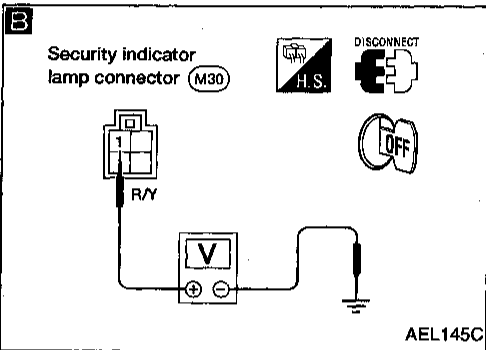 B
Security indicator
lamp connector M30
H.S.
DISCONNECT
OFF
1
R/Y
V
+ −
AEL145C